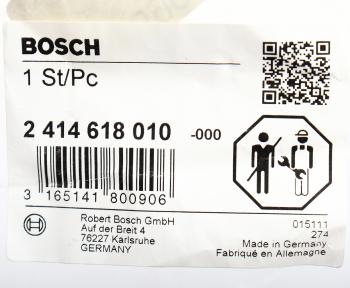 BOSCH
1 St/Pc
2 414 618 010 -000
3 165141 800906
Robert Bosch GmbH
Auf der Breit 4
76227 Karlsruhe
GERMANY
015111
274
Made in Germany
Fabriqué en Allemagne